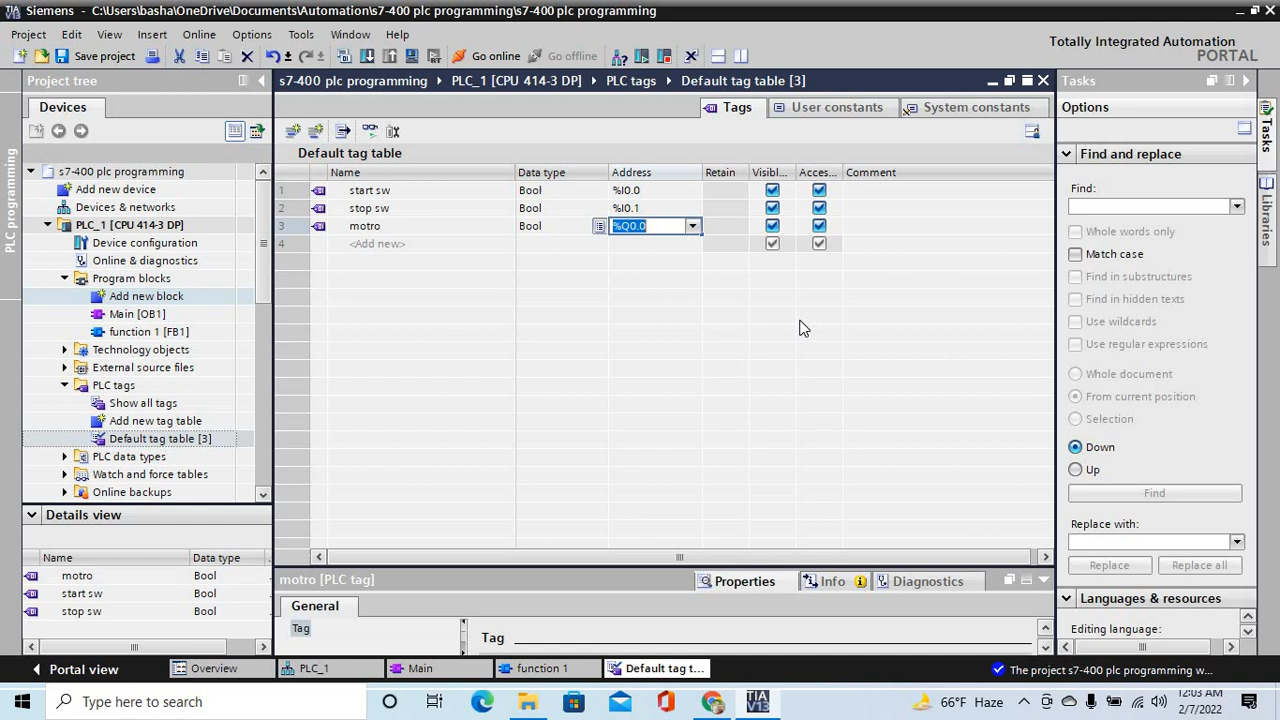 Siemens - C:\Users\basha\OneDrive\Documents\Automation\s7-400 plc programming\s7-400 plc programming
TIA
V13
Project Edit View Insert Online Options Tools Window Help
Totally Integrated Automation
PORTAL
Save project Go online Go offline
Project tree
s7-400 plc programming PLC_1 [CPU 414-3 DP] PLC tags Default tag table [3]
Tasks
Devices
Tags User constants System constants
Options
Default tag table
Find and replace
PLC programming
Tasks
Libraries
s7-400 plc programming
Add new device
Devices & networks
PLC_1 [CPU 414-3 DP]
Device configuration
Online & diagnostics
Program blocks
Add new block
Main [OB1]
function 1 [FB1]
Technology objects
External source files
PLC tags
Show all tags
Add new tag table
Default tag table [3]
PLC data types
Watch and force tables
Online backups
Name Data type Address Retain Visibl... Acces... Comment
1 start sw Bool %I0.0
2 stop sw Bool %I0.1
3 motro Bool %Q0.0
4 <Add new>
Find:
Whole words only
Match case
Find in substructures
Find in hidden texts
Use wildcards
Use regular expressions
Whole document
From current position
Selection
Down
Up
Find
Replace with:
Replace Replace all
Languages & resources
Editing language:
Details view
Name Data type
motro Bool
start sw Bool
stop sw Bool
motro [PLC tag]
Properties Info Diagnostics
General
Tag
Tag
Portal view Overview PLC_1 Main function 1 Default tag t...
The project s7-400 plc programming w...
Type here to search
TIA
V13
66°F Haze
12:03 AM
2/7/2022